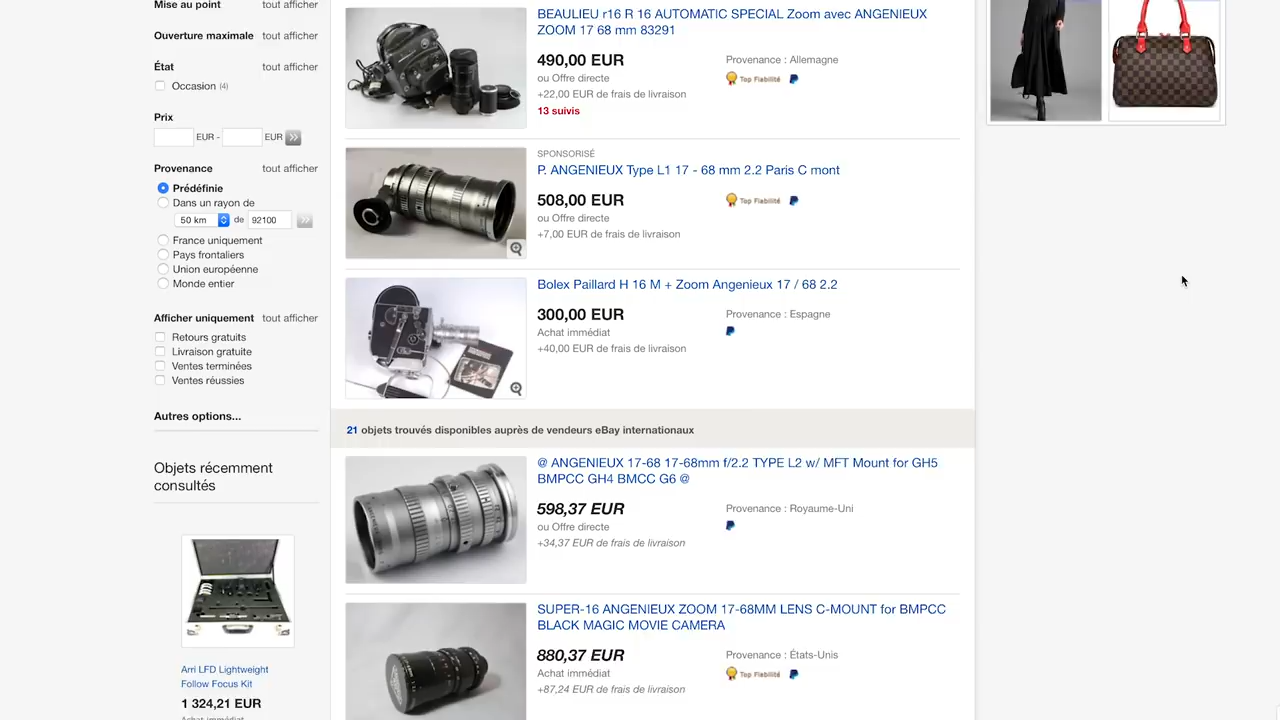 Mise au point tout afficher
Ouverture maximale tout afficher
État tout afficher
Occasion (4)
Prix
EUR - EUR
Provenance tout afficher
Prédéfinie
Dans un rayon de
50 km de 92100
France uniquement
Pays frontaliers
Union européenne
Monde entier
Afficher uniquement tout afficher
Retours gratuits
Livraison gratuite
Ventes terminées
Ventes réussies
Autres options...
Objets récemment
consultés
Arri LFD Lightweight
Follow Focus Kit
1 324,21 EUR
Achat immédiat
BEAULIEU r16 R 16 AUTOMATIC SPECIAL Zoom avec ANGENIEUX
ZOOM 17 68 mm 83291
490,00 EUR Provenance : Allemagne
ou Offre directe Top Fiabilité
+22,00 EUR de frais de livraison
13 suivis
SPONSORISÉ
P. ANGENIEUX Type L1 17 - 68 mm 2.2 Paris C mont
508,00 EUR Top Fiabilité
ou Offre directe
+7,00 EUR de frais de livraison
Bolex Paillard H 16 M + Zoom Angenieux 17 / 68 2.2
300,00 EUR Provenance : Espagne
Achat immédiat
+40,00 EUR de frais de livraison
21 objets trouvés disponibles auprès de vendeurs eBay internationaux
@ ANGENIEUX 17-68 17-68mm f/2.2 TYPE L2 w/ MFT Mount for GH5
BMPCC GH4 BMCC G6 @
598,37 EUR Provenance : Royaume-Uni
ou Offre directe
+34,37 EUR de frais de livraison
SUPER-16 ANGENIEUX ZOOM 17-68MM LENS C-MOUNT for BMPCC
BLACK MAGIC MOVIE CAMERA
880,37 EUR Provenance : États-Unis
Achat immédiat Top Fiabilité
+87,24 EUR de frais de livraison